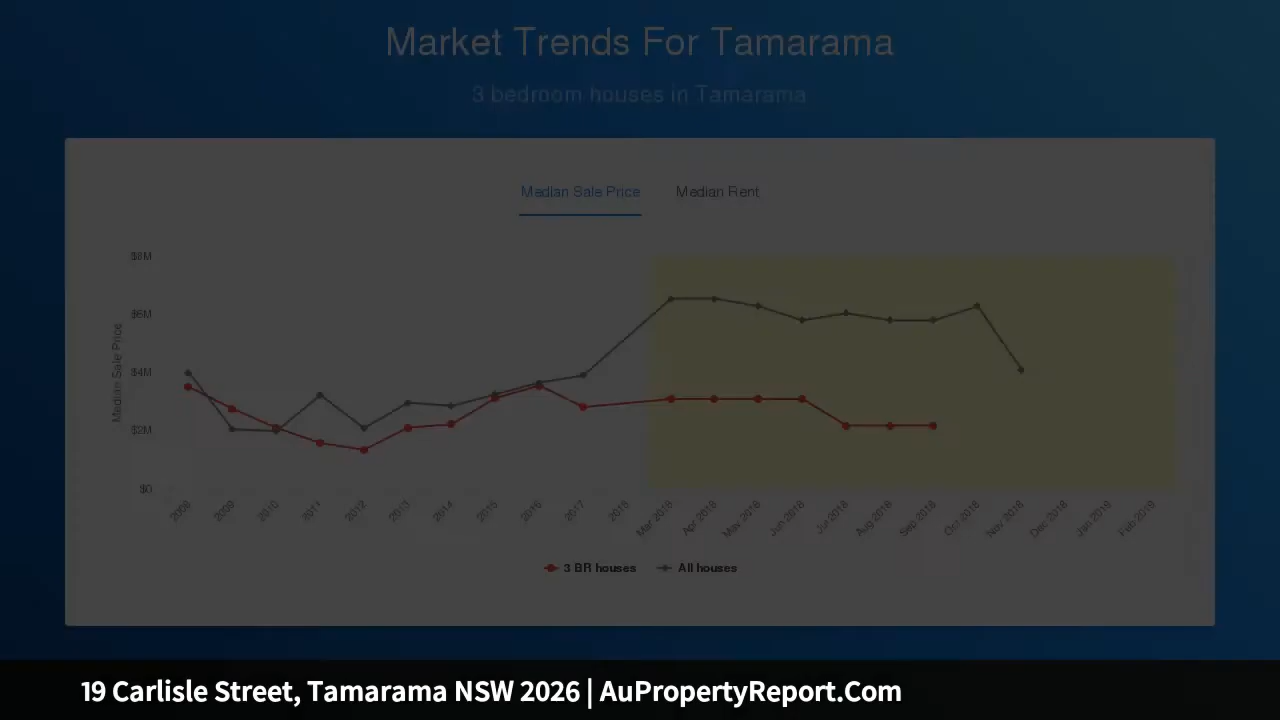 Market Trends For Tamarama
3 bedroom houses in Tamarama
Median Sale Price Median Rent
$8M
$6M
$4M
$2M
$0
Median Sale Price
2008 2009 2010 2011 2012 2013 2014 2015 2016 2017 2018 Mar 2018 Apr 2018 May 2018 Jun 2018 Jul 2018 Aug 2018 Sep 2018 Oct 2018 Nov 2018 Dec 2018 Jan 2019 Feb 2019
3 BR houses All houses
19 Carlisle Street, Tamarama NSW 2026 | AuPropertyReport.Com